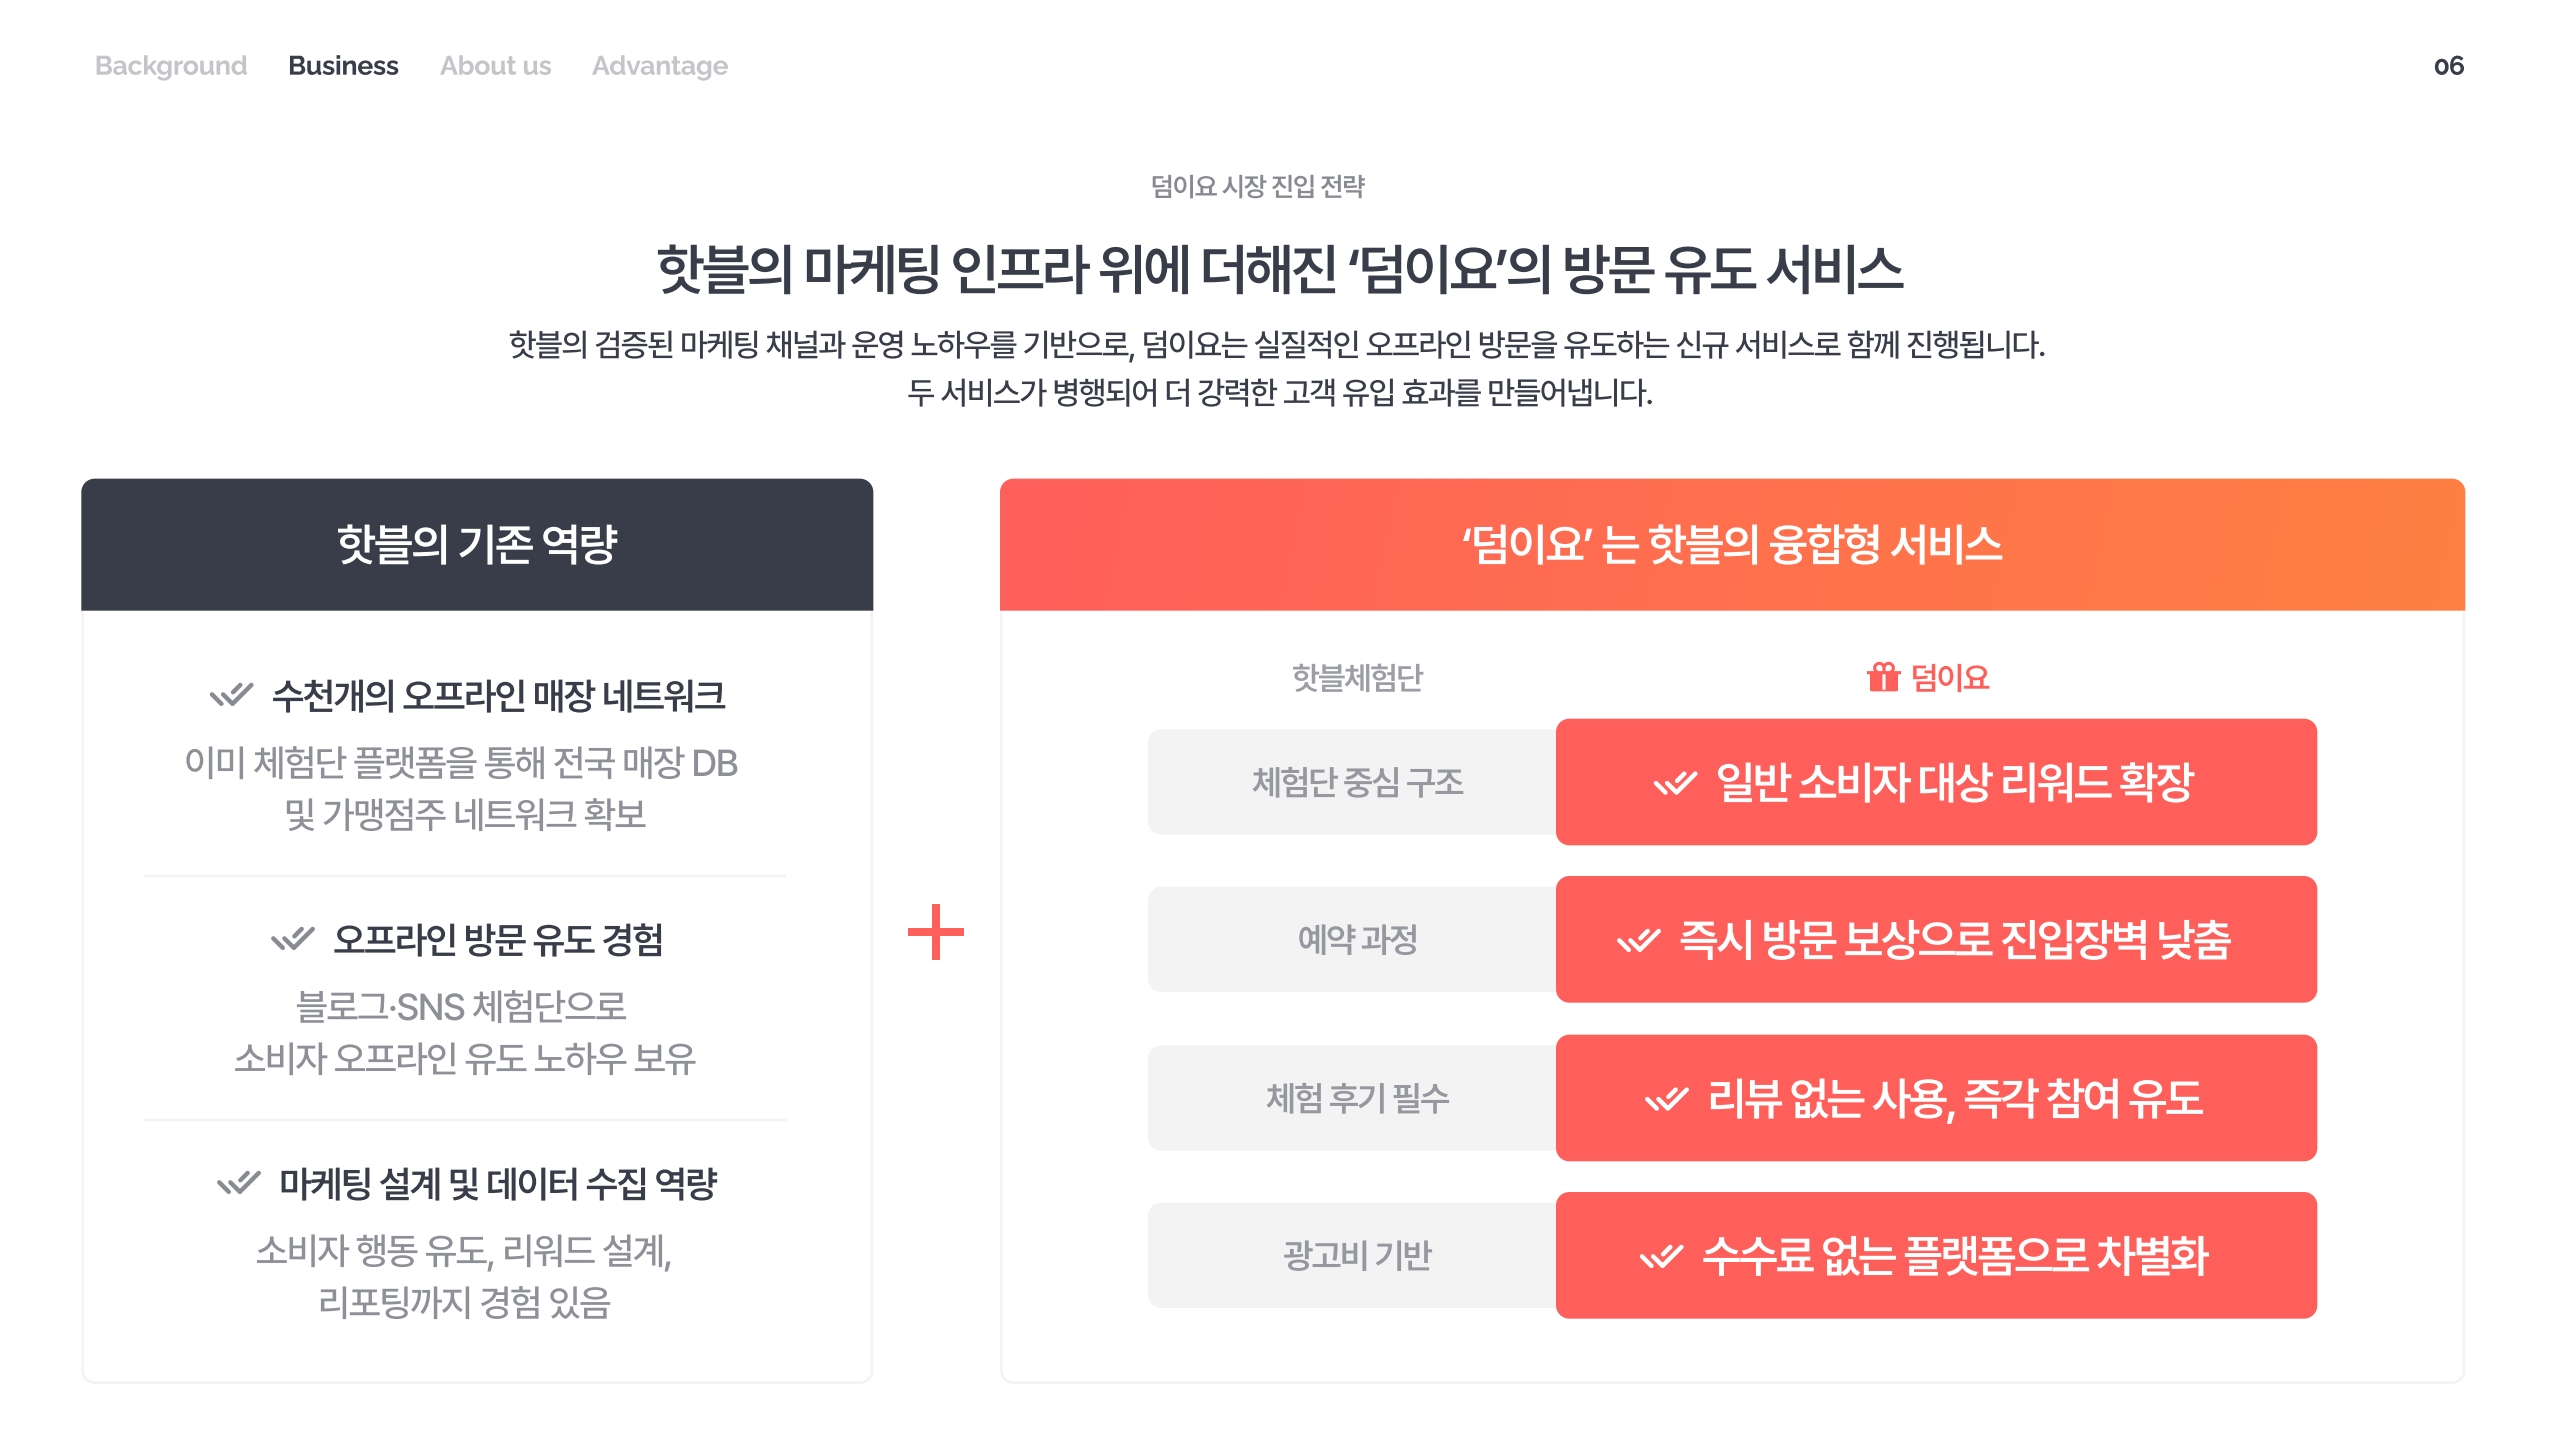 Background Business About us Advantage 06
덤이요 시장 진입 전략
핫블의 마케팅 인프라 위에 더해진 ‘덤이요’의 방문 유도 서비스
핫블의 검증된 마케팅 채널과 운영 노하우를 기반으로, 덤이요는 실질적인 오프라인 방문을 유도하는 신규 서비스로 함께 진행됩니다.
두 서비스가 병행되어 더 강력한 고객 유입 효과를 만들어냅니다.
핫블의 기존 역량
수천개의 오프라인 매장 네트워크
이미 체험단 플랫폼을 통해 전국 매장 DB
및 가맹점주 네트워크 확보
오프라인 방문 유도 경험
블로그·SNS 체험단으로
소비자 오프라인 유도 노하우 보유
마케팅 설계 및 데이터 수집 역량
소비자 행동 유도, 리워드 설계,
리포팅까지 경험 있음
+
‘덤이요’ 는 핫블의 융합형 서비스
핫블체험단 덤이요
체험단 중심 구조 일반 소비자 대상 리워드 확장
예약 과정 즉시 방문 보상으로 진입장벽 낮춤
체험 후기 필수 리뷰 없는 사용, 즉각 참여 유도
광고비 기반 수수료 없는 플랫폼으로 차별화